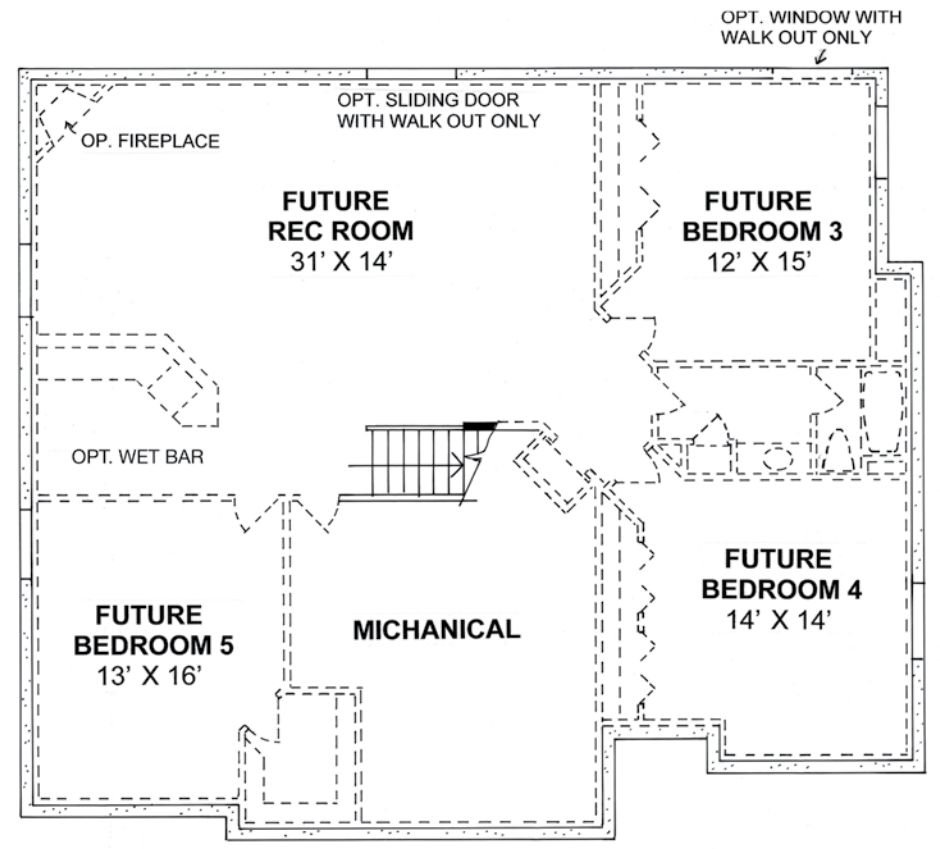 OPT. WINDOW WITH
WALK OUT ONLY
OPT. SLIDING DOOR
WITH WALK OUT ONLY
OP. FIREPLACE
FUTURE
REC ROOM
31’ X 14’
FUTURE
BEDROOM 3
12’ X 15’
OPT. WET BAR
FUTURE
BEDROOM 4
14’ X 14’
FUTURE
BEDROOM 5
13’ X 16’
MICHANICAL